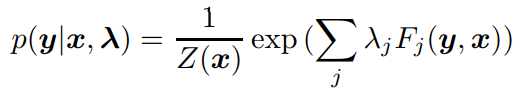 p(y|x, λ) = 1/Z(x) exp (∑_j λ_j F_j(y, x))